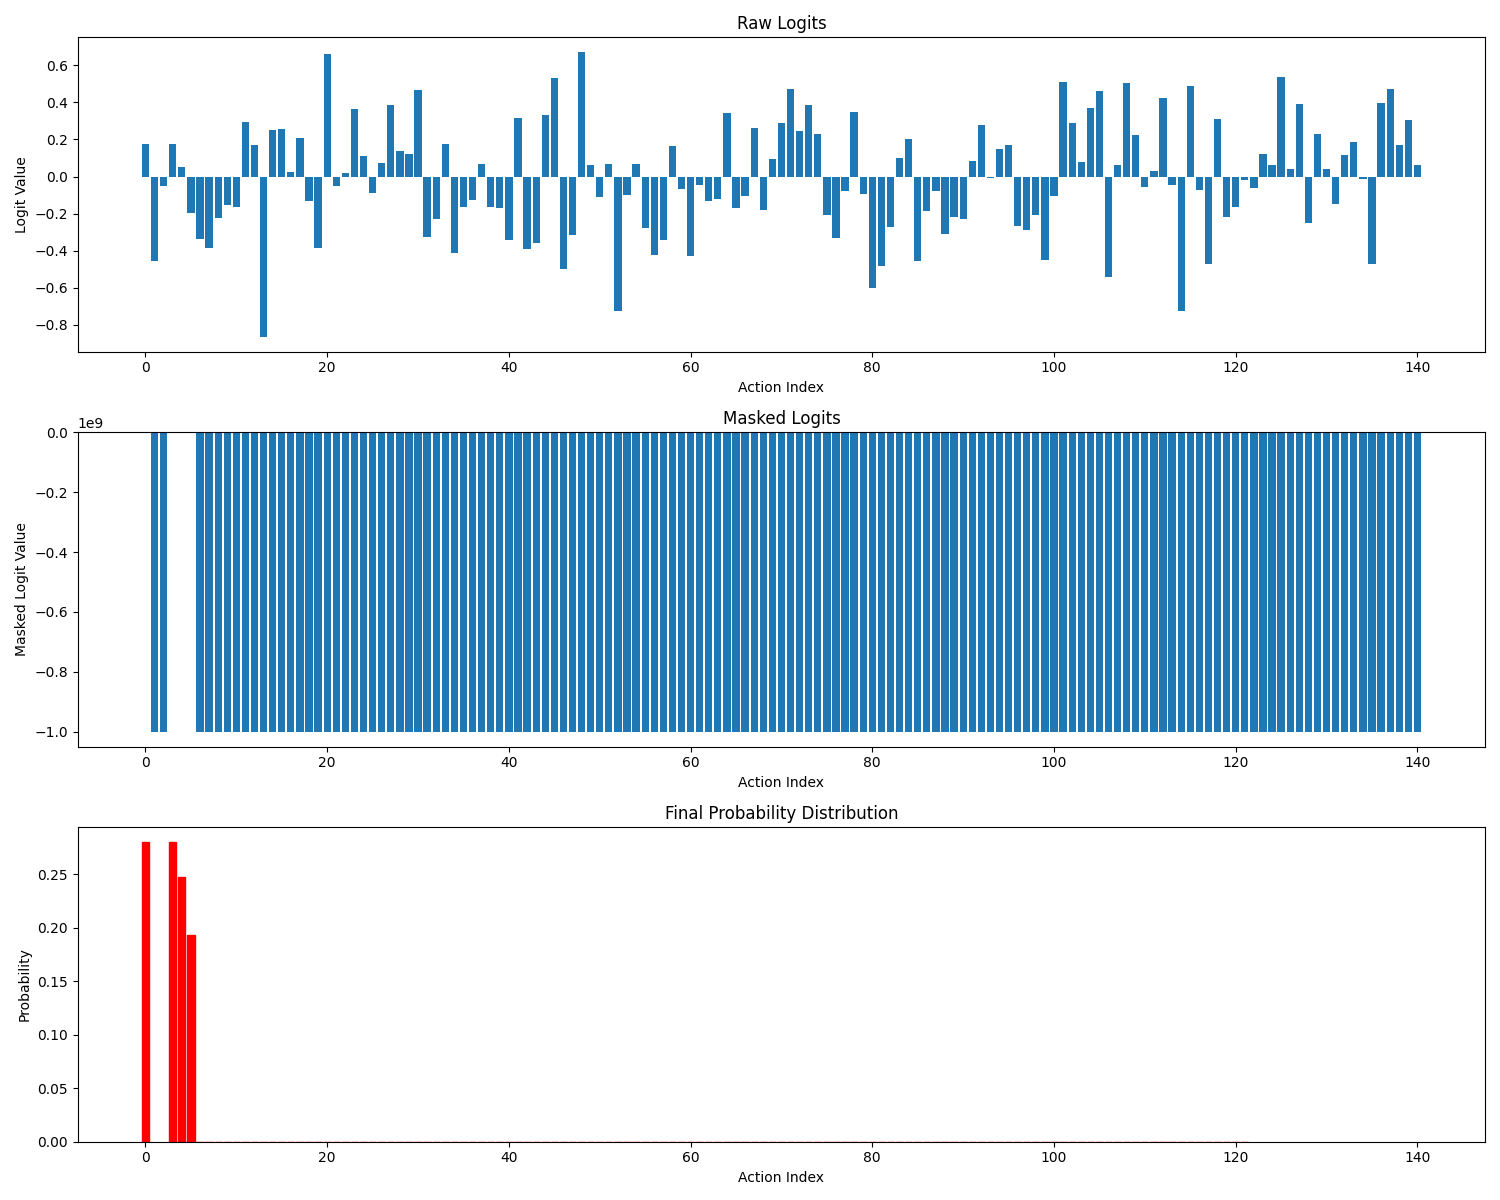 Raw Logits
Logit Value
0.6
0.4
0.2
0.0
−0.2
−0.4
−0.6
−0.8
0 20 40 60 80 100 120 140
Action Index
Masked Logits
1e9
Masked Logit Value
0.0
−0.2
−0.4
−0.6
−0.8
−1.0
0 20 40 60 80 100 120 140
Action Index
Final Probability Distribution
Probability
0.25
0.20
0.15
0.10
0.05
0.00
0 20 40 60 80 100 120 140
Action Index